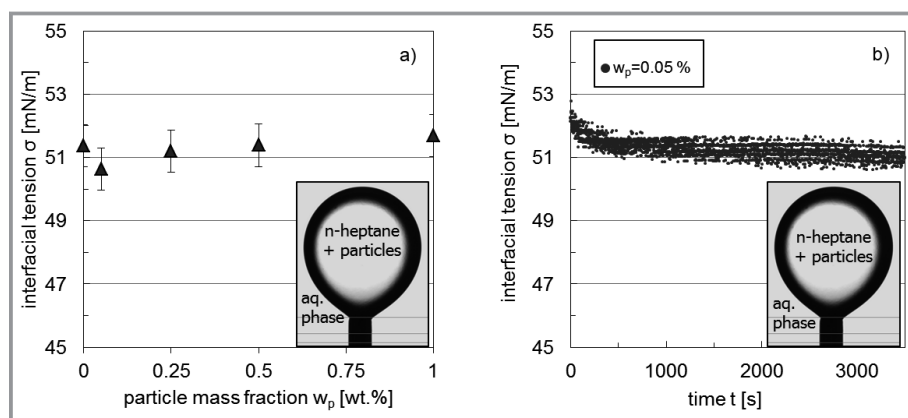 a)
interfacial tension σ [mN/m]
55
53
51
49
47
45
n-heptane
+ particles
aq.
phase
0
0.25
0.5
0.75
1
particle mass fraction wp [wt.%]
b)
wp=0.05 %
interfacial tension σ [mN/m]
55
53
51
49
47
45
n-heptane
+ particles
aq.
phase
0
1000
2000
3000
time t [s]